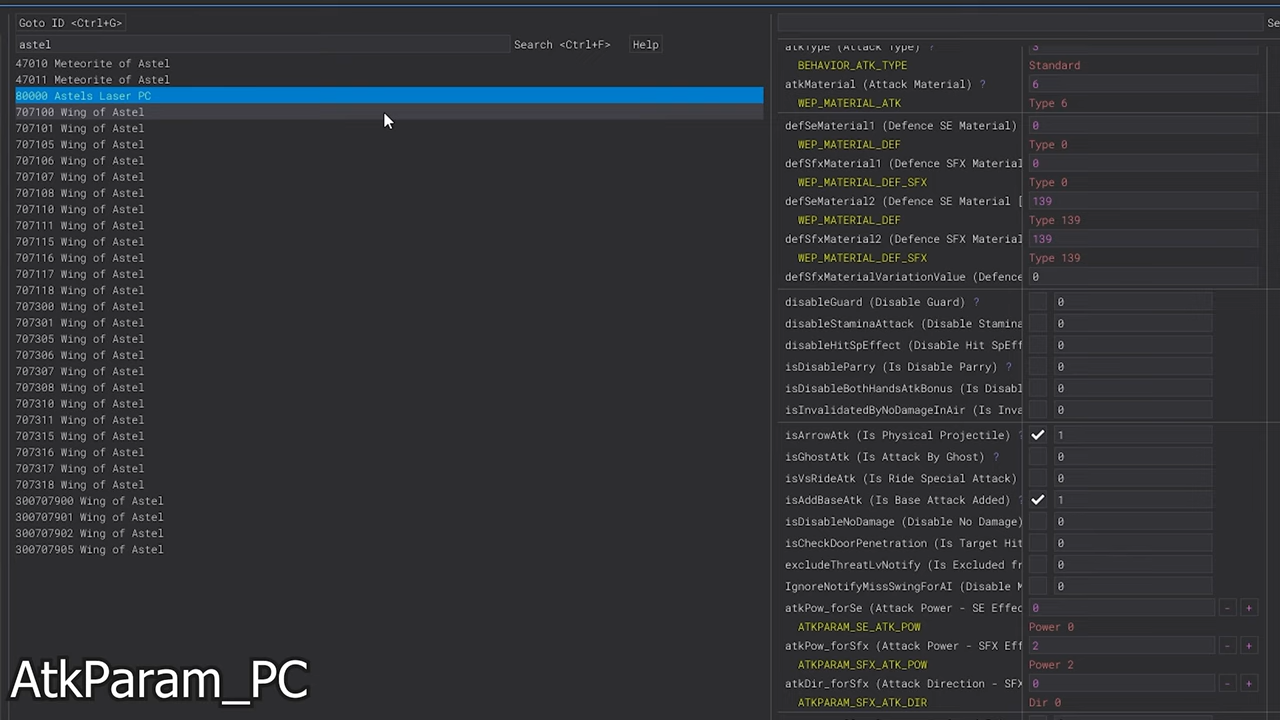 Goto ID <Ctrl+G>
astel
Search <Ctrl+F>
Help
47010 Meteorite of Astel
47011 Meteorite of Astel
80000 Astels Laser PC
707100 Wing of Astel
707101 Wing of Astel
707105 Wing of Astel
707106 Wing of Astel
707107 Wing of Astel
707108 Wing of Astel
707110 Wing of Astel
707111 Wing of Astel
707115 Wing of Astel
707116 Wing of Astel
707117 Wing of Astel
707118 Wing of Astel
707300 Wing of Astel
707301 Wing of Astel
707305 Wing of Astel
707306 Wing of Astel
707307 Wing of Astel
707308 Wing of Astel
707310 Wing of Astel
707311 Wing of Astel
707315 Wing of Astel
707316 Wing of Astel
707317 Wing of Astel
707318 Wing of Astel
300707900 Wing of Astel
300707901 Wing of Astel
300707902 Wing of Astel
300707905 Wing of Astel
AtkParam_PC
Se
atkType (Attack Type) ? 3
BEHAVIOR_ATK_TYPE Standard
atkMaterial (Attack Material) ? 6
WEP_MATERIAL_ATK Type 6
defSeMaterial1 (Defence SE Material) 0
WEP_MATERIAL_DEF Type 0
defSfxMaterial1 (Defence SFX Material 0
WEP_MATERIAL_DEF_SFX Type 0
defSeMaterial2 (Defence SE Material [ 139
WEP_MATERIAL_DEF Type 139
defSfxMaterial2 (Defence SFX Material 139
WEP_MATERIAL_DEF_SFX Type 139
defSfxMaterialVariationValue (Defence 0
disableGuard (Disable Guard) ? 0
disableStaminaAttack (Disable Stamina 0
disableHitSpEffect (Disable Hit SpEff 0
isDisableParry (Is Disable Parry) ? 0
isDisableBothHandsAtkBonus (Is Disabl 0
isInvalidatedByNoDamageInAir (Is Inva 0
isArrowAtk (Is Physical Projectile) ? 1
isGhostAtk (Is Attack By Ghost) ? 0
isVsRideAtk (Is Ride Special Attack) 0
isAddBaseAtk (Is Base Attack Added) ? 1
isDisableNoDamage (Disable No Damage) 0
isCheckDoorPenetration (Is Target Hit 0
excludeThreatLvNotify (Is Excluded fr 0
IgnoreNotifyMissSwingForAI (Disable M 0
atkPow_forSe (Attack Power - SE Effec 0 - +
ATKPARAM_SE_ATK_POW Power 0
atkPow_forSfx (Attack Power - SFX Eff 2 - +
ATKPARAM_SFX_ATK_POW Power 2
atkDir_forSfx (Attack Direction - SFX 0 - +
ATKPARAM_SFX_ATK_DIR Dir 0